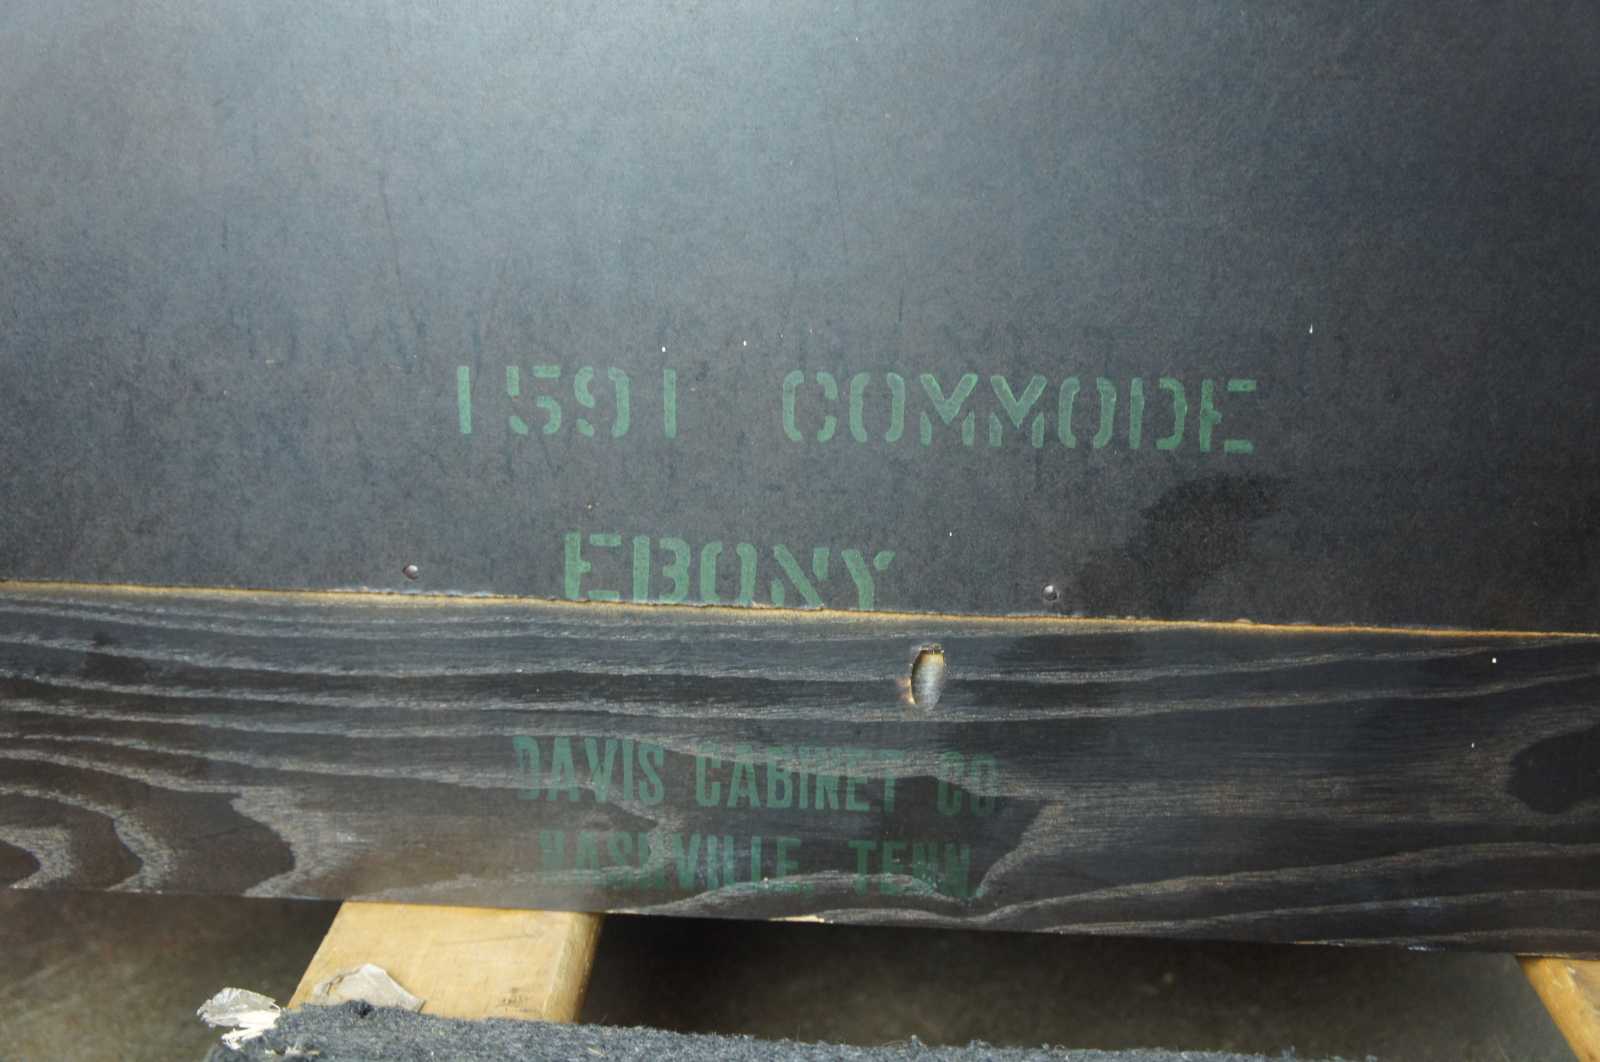 1591 COMMODE
EBONY
DAVIS CABINET CO
NASHVILLE, TENN.